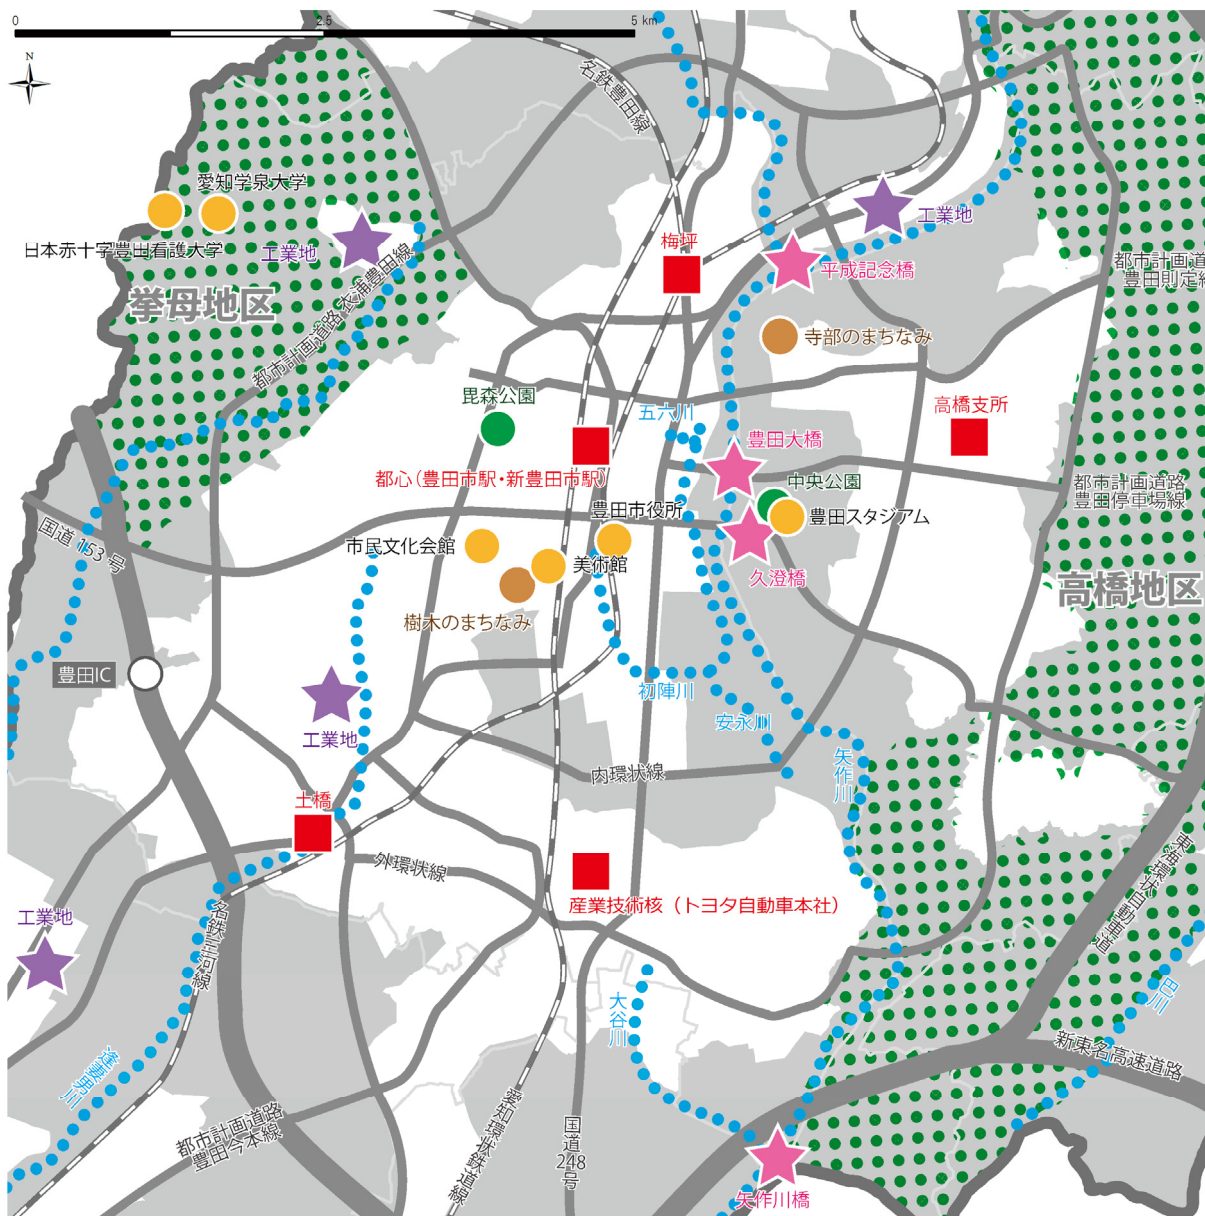 0
2.5
5 km
N
名鉄豊田線
愛知学泉大学
日本赤十字豊田看護大学
工業地
工業地
梅坪
平成記念橋
都市計画道
豊田則定線
挙母地区
都市計画道路 衣浦豊田線
寺部のまちなみ
毘森公園
五六川
高橋支所
豊田大橋
都心(豊田市駅・新豊田市駅)
中央公園
都市計画道路
豊田停車場線
豊田市役所
豊田スタジアム
国道 153 号
市民文化会館
美術館
久澄橋
高橋地区
樹木のまちなみ
豊田IC
初陣川
安永川
工業地
矢作川
内環状線
土橋
外環状線
東海環状自動車道
産業技術核(トヨタ自動車本社)
工業地
名鉄三河線
大谷川
巴川
新東名高速道路
逢妻男川
都市計画道路
豊田今本線
愛知環状鉄道線
国道248号
矢作川橋